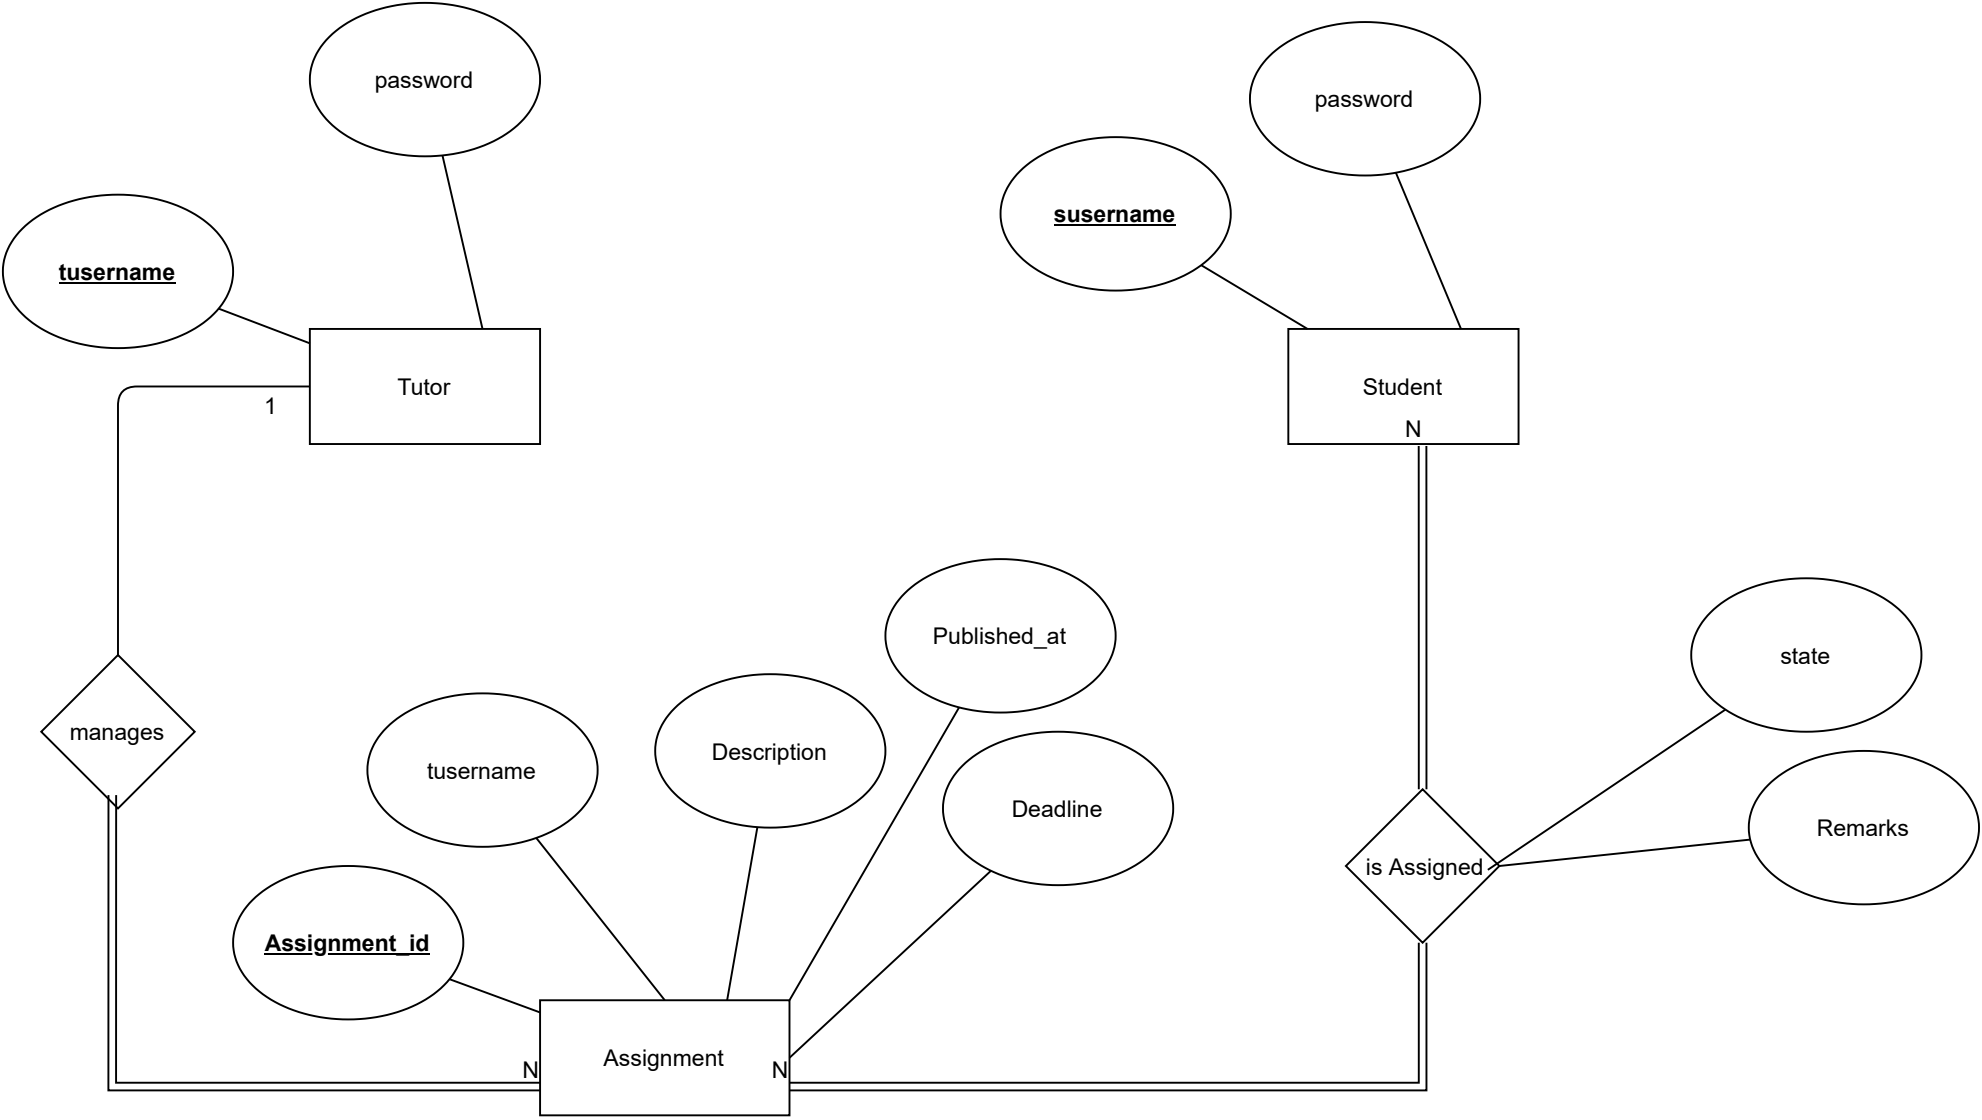 password
password
susername
tusername
Tutor
Student
1
N
Published_at
state
manages
tusername
Description
Deadline
Remarks
is Assigned
Assignment_id
Assignment
N
N